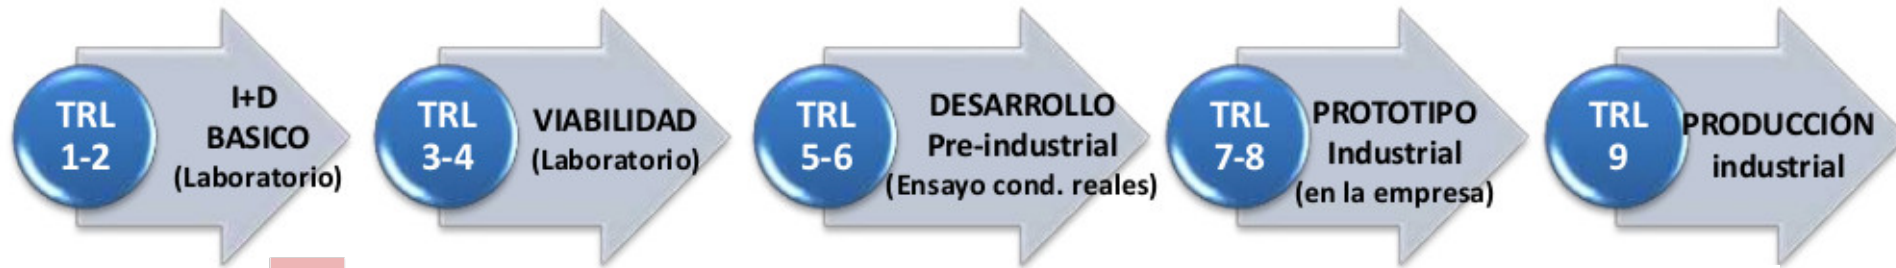 TRL
1-2
I+D
BASICO
(Laboratorio)
TRL
3-4
VIABILIDAD
(Laboratorio)
TRL
5-6
DESARROLLO
Pre-industrial
(Ensayo cond. reales)
TRL
7-8
PROTOTIPO
Industrial
(en la empresa)
TRL
9
PRODUCCIÓN
industrial